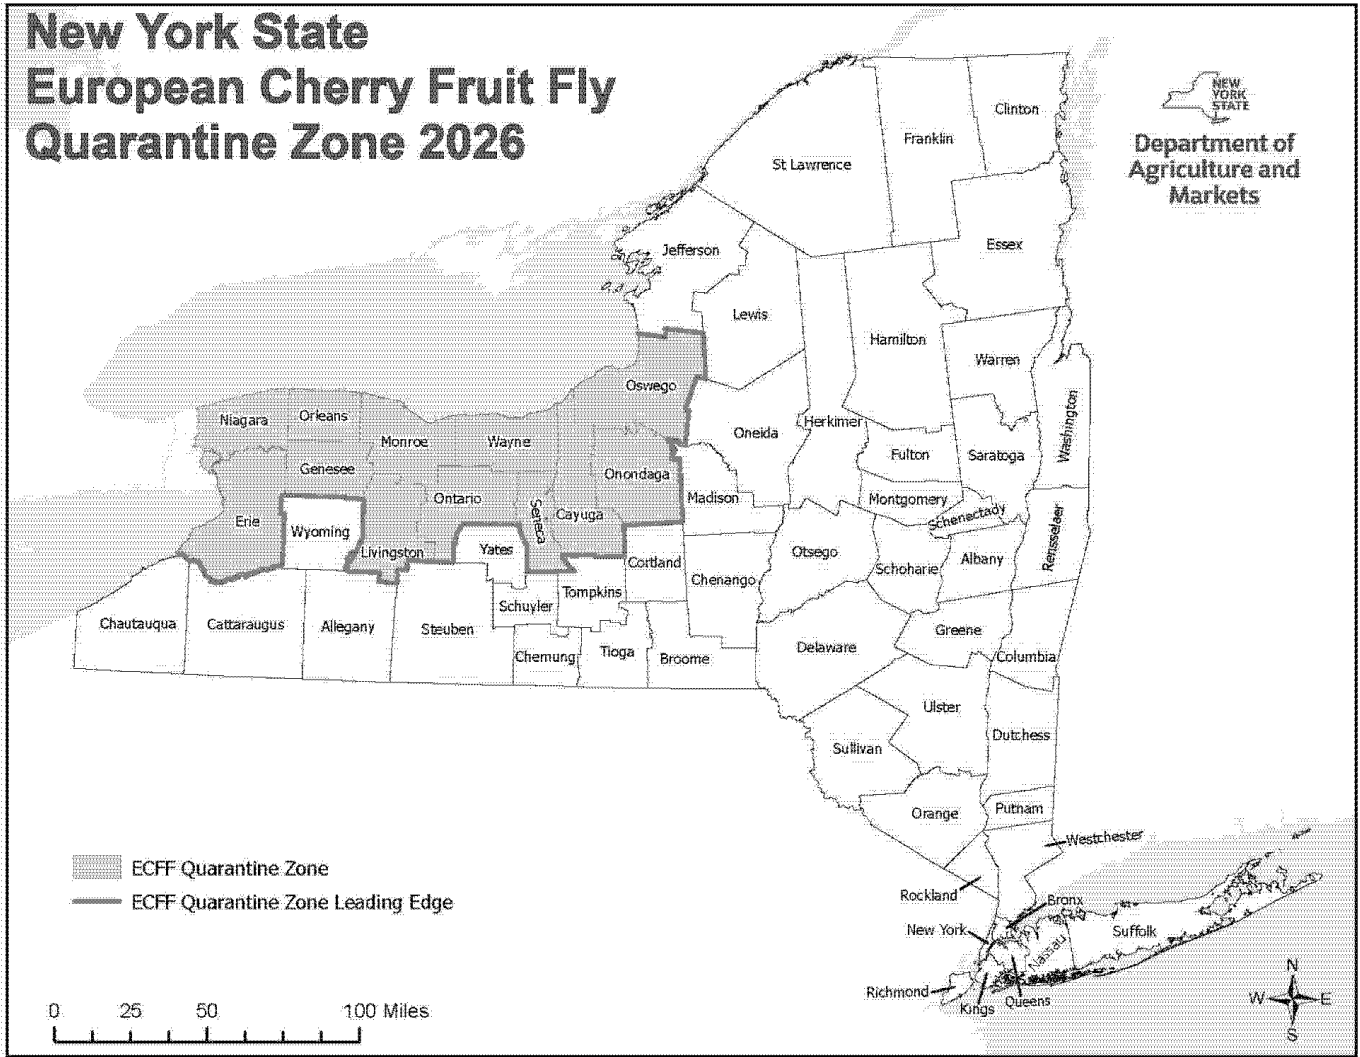 New York State
European Cherry Fruit Fly
Quarantine Zone 2026
NEW
YORK
STATE
Department of
Agriculture and
Markets
Clinton
Franklin
St Lawrence
Essex
Jefferson
Lewis
Hamilton
Warren
Washington
Oswego
Niagara
Orleans
Monroe
Wayne
Oneida
Herkimer
Fulton
Saratoga
Genesee
Onondaga
Ontario
Madison
Montgomery
Schenectady
Erie
Wyoming
Seneca
Cayuga
Livingston
Yates
Cortland
Chenango
Otsego
Schoharie
Albany
Rensselaer
Tompkins
Schuyler
Chautauqua
Cattaraugus
Allegany
Steuben
Chemung
Tioga
Broome
Delaware
Greene
Columbia
Ulster
Sullivan
Dutchess
Orange
Putnam
Westchester
Rockland
Bronx
New York
Nassau
Suffolk
Richmond
Kings
Queens
ECFF Quarantine Zone
ECFF Quarantine Zone Leading Edge
0 25 50 100 Miles
N
W E
S